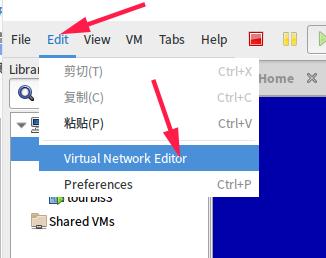 File Edit View VM Tabs Help
Librar
剪切(T) Ctrl+X
Home
复制(C) Ctrl+C
粘贴(P) Ctrl+V
Virtual Network Editor
Preferences Ctrl+P
Shared VMs